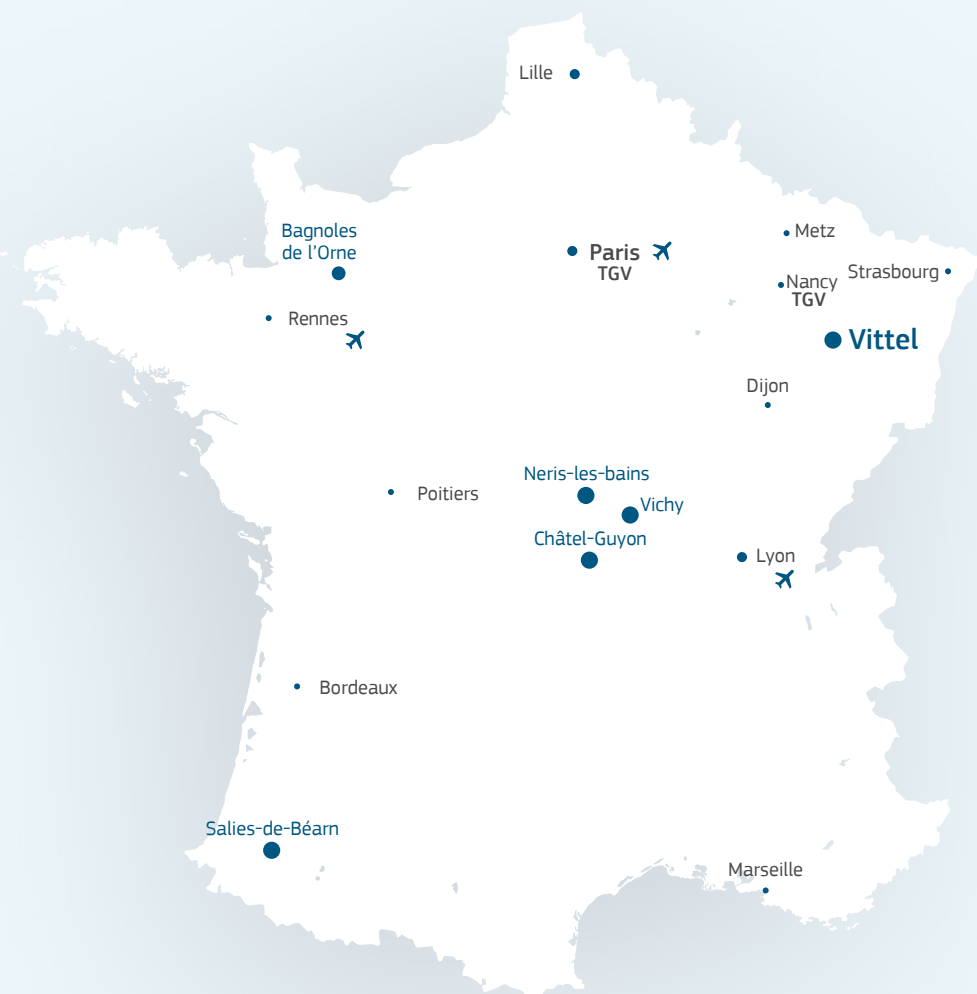 Lille
Bagnoles
de l'Orne
Metz
Paris
TGV
Strasbourg
Nancy
TGV
Rennes
Vittel
Dijon
Neris-les-bains
Poitiers
Vichy
Châtel-Guyon
Lyon
Bordeaux
Salies-de-Béarn
Marseille